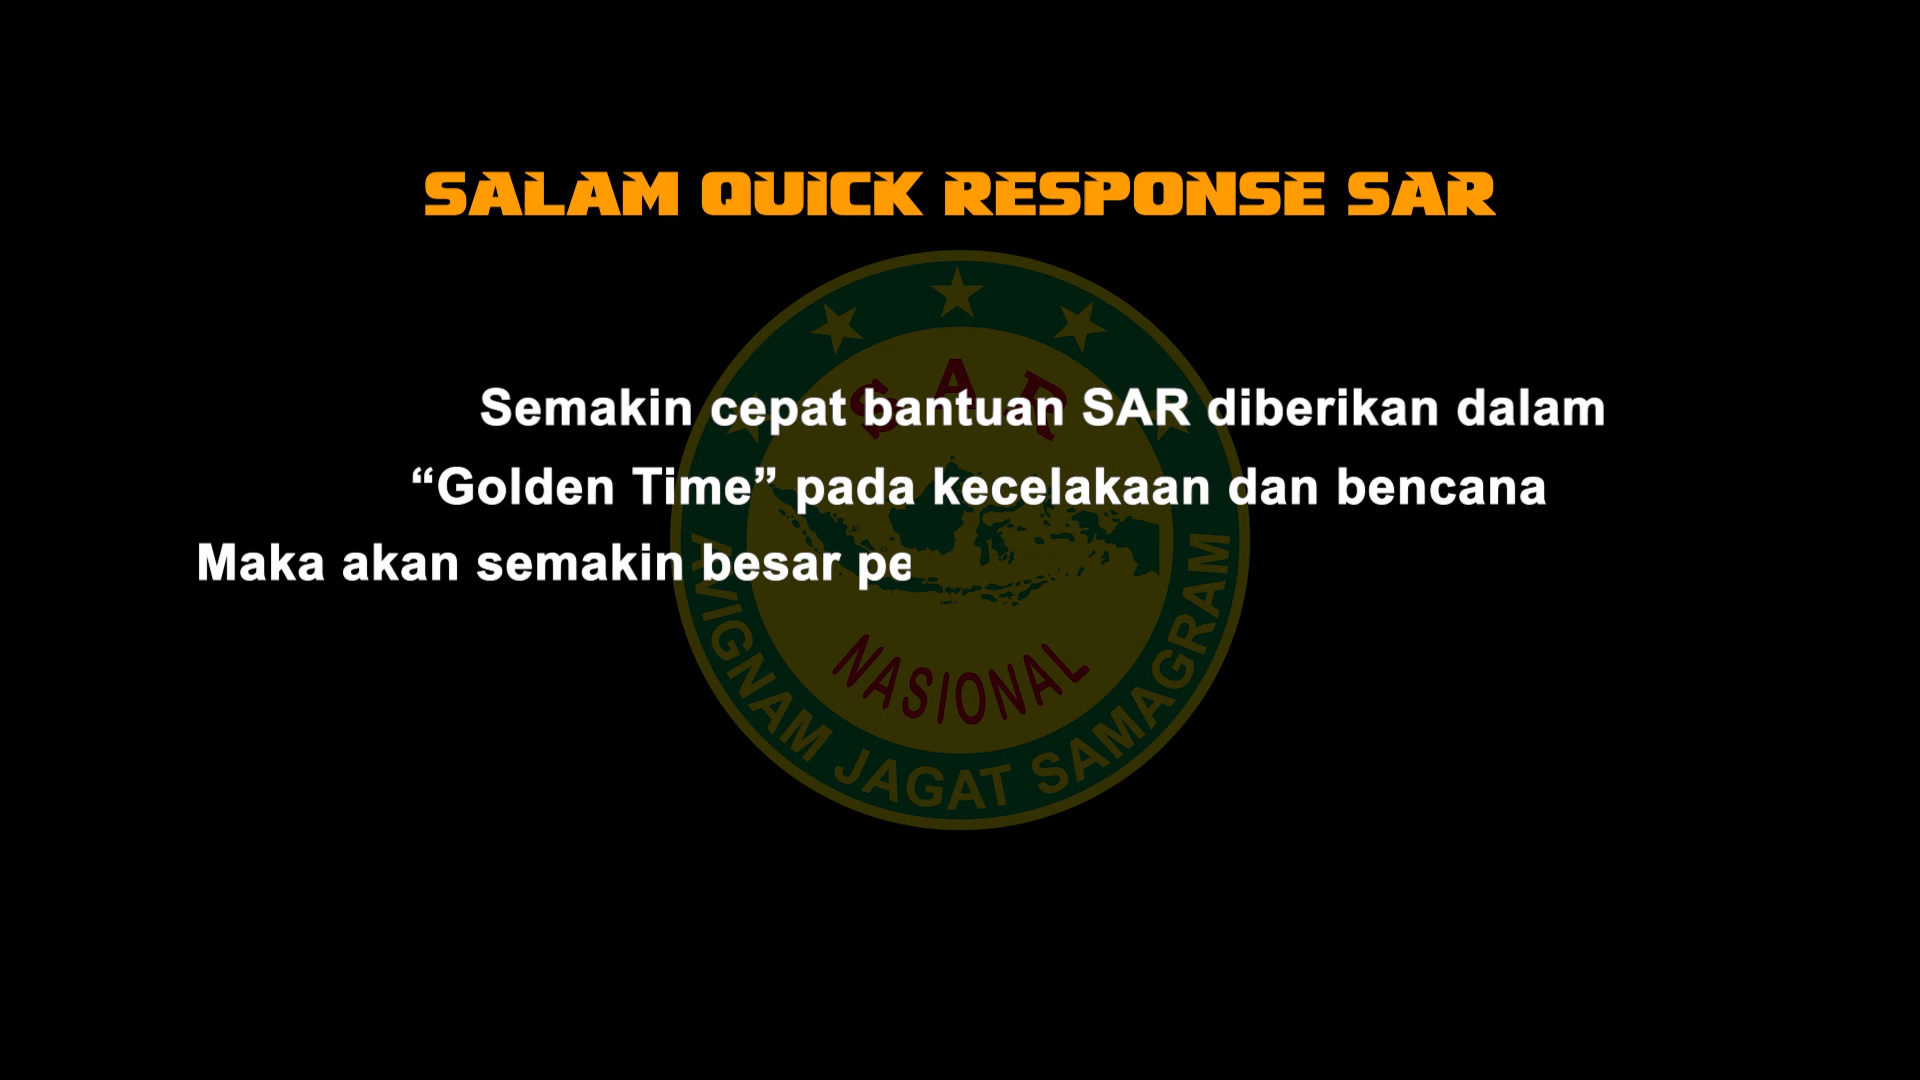 SALAM QUICK RESPONSE SAR
Semakin cepat bantuan SAR diberikan dalam
“Golden Time” pada kecelakaan dan bencana
Maka akan semakin besar pe
SAR
NASIONAL
AVIGNAM JAGAT SAMAGRAM